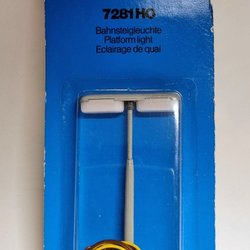 7281 HO
Bahnsteigleuchte
Platform light
Eclairage de quai